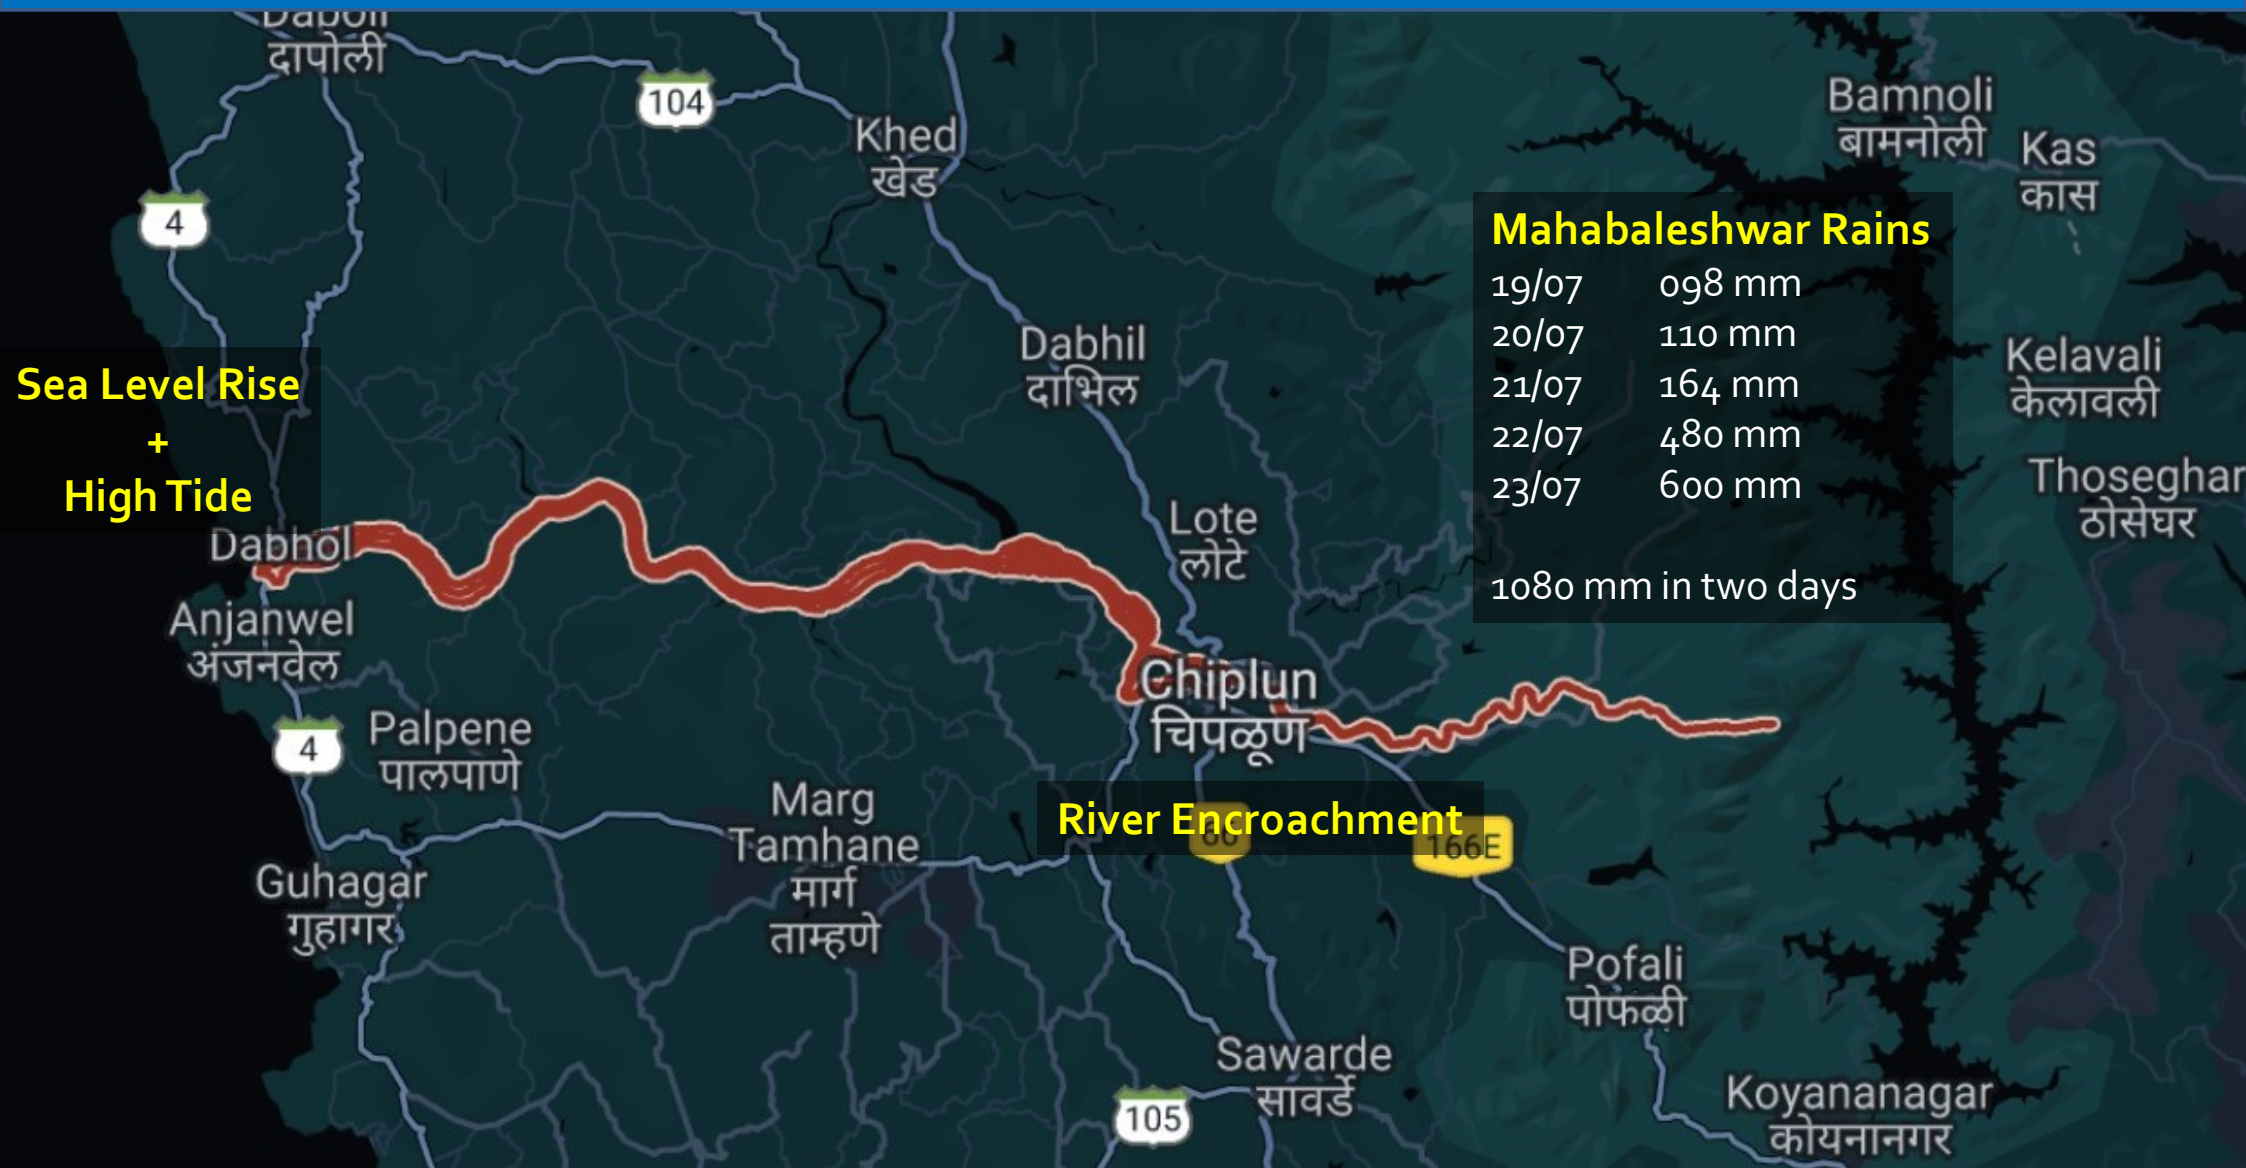 Dapoli
दापोली
104
Khed
खेड
4
Bamnoli
बामनोली
Kas
कास
Mahabaleshwar Rains
19/07 098 mm
20/07 110 mm
21/07 164 mm
22/07 480 mm
23/07 600 mm
1080 mm in two days
Dabhil
दाभिल
Kelavali
केलावली
Sea Level Rise
+
High Tide
Thoseghar
ठोसेघर
Lote
लोटे
Dabhol
Anjanwel
अंजनवेल
Chiplun
चिपळूण
4
Palpene
पालपाणे
River Encroachment
66
166E
Marg
Tamhane
मार्ग
ताम्हणे
Guhagar
गुहागर
Pofali
पोफळी
Sawarde
सावर्डे
105
Koyananagar
कोयनानगर